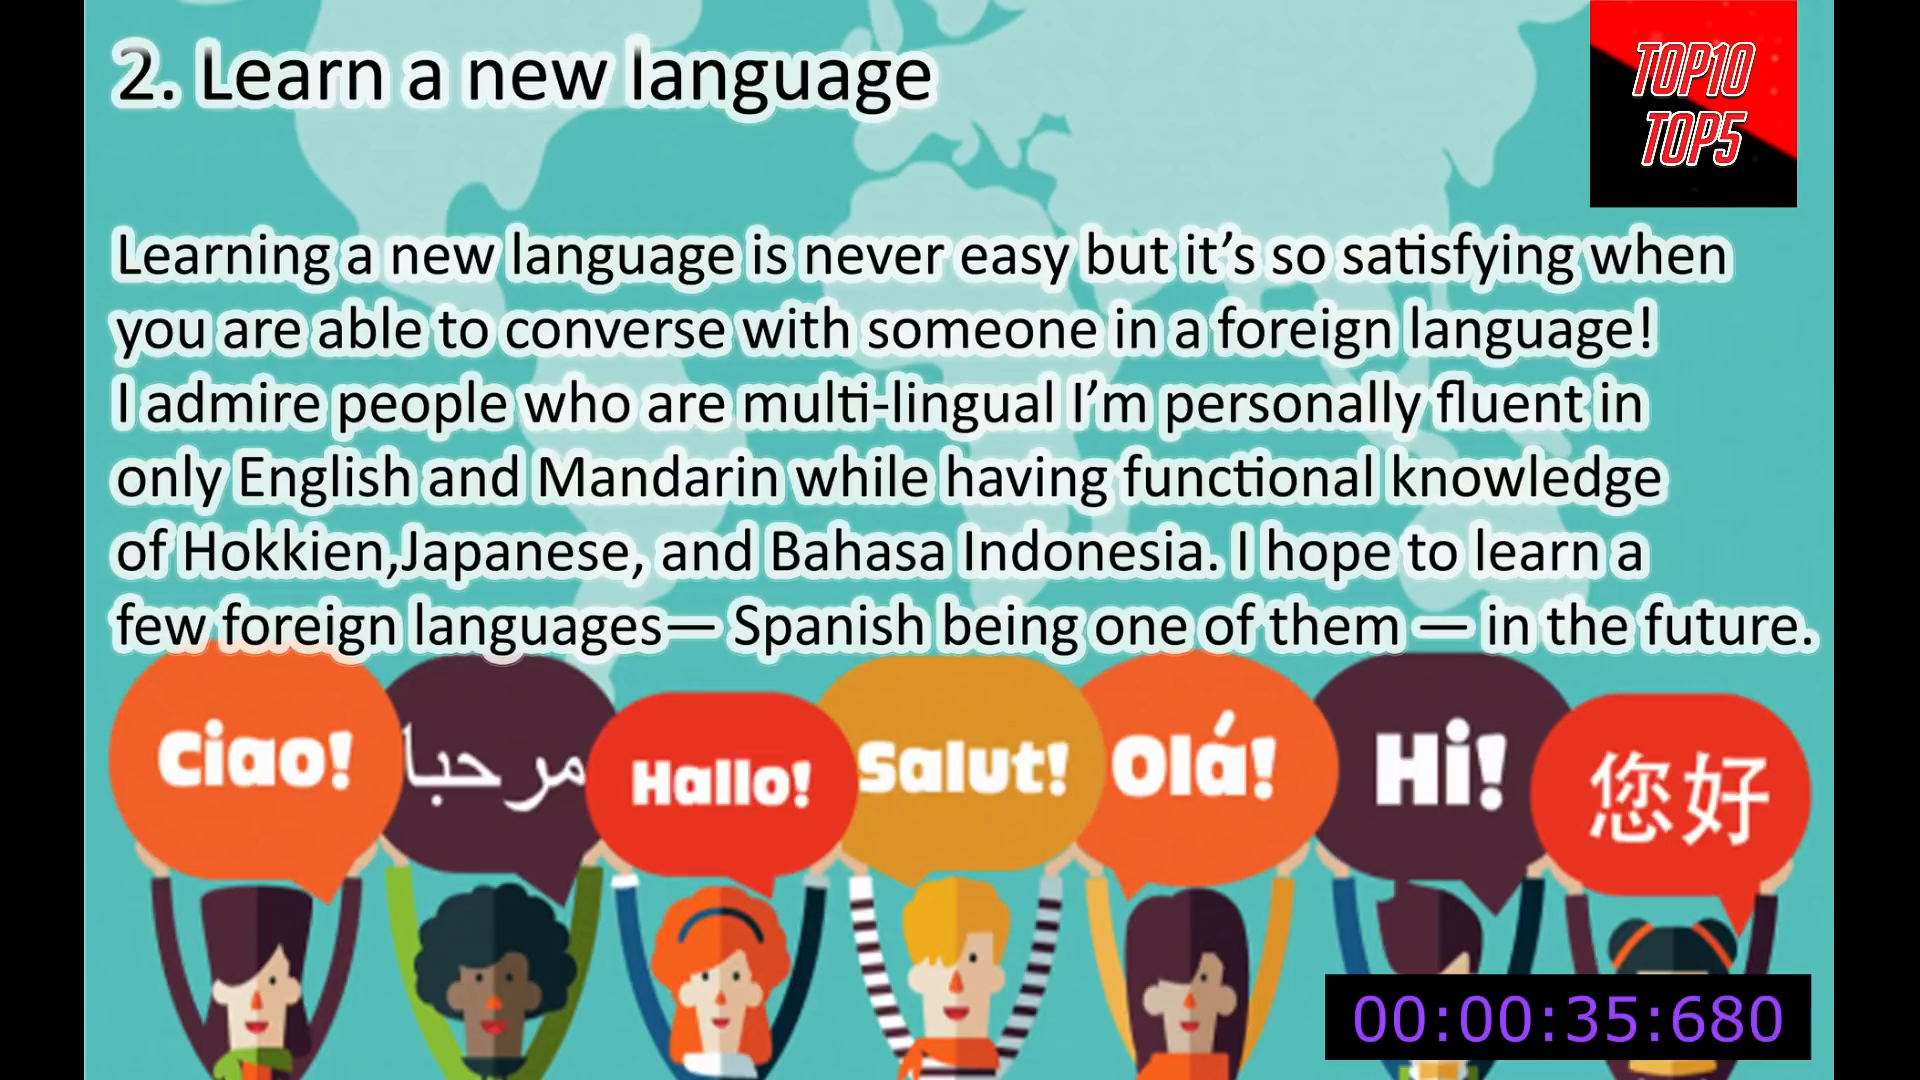 2. Learn a new language
TOP10
TOP5
Learning a new language is never easy but it’s so satisfying when
you are able to converse with someone in a foreign language!
I admire people who are multi-lingual I’m personally fluent in
only English and Mandarin while having functional knowledge
of Hokkien,Japanese, and Bahasa Indonesia. I hope to learn a
few foreign languages— Spanish being one of them — in the future.
Ciao!
مرحبا
Hallo!
Salut!
Olá!
Hi!
您好
00:00:35:680